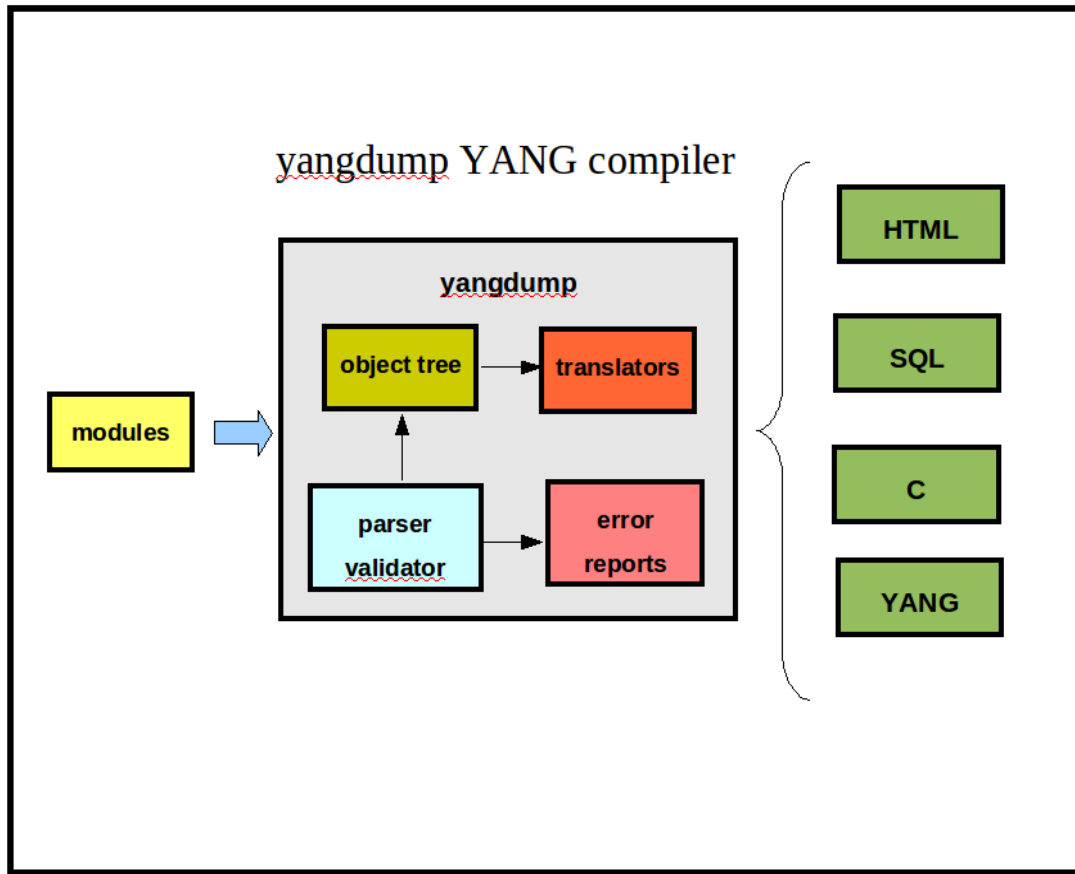 yangdump YANG compiler
yangdump
object tree
translators
modules
parser
validator
error
reports
HTML
SQL
C
YANG